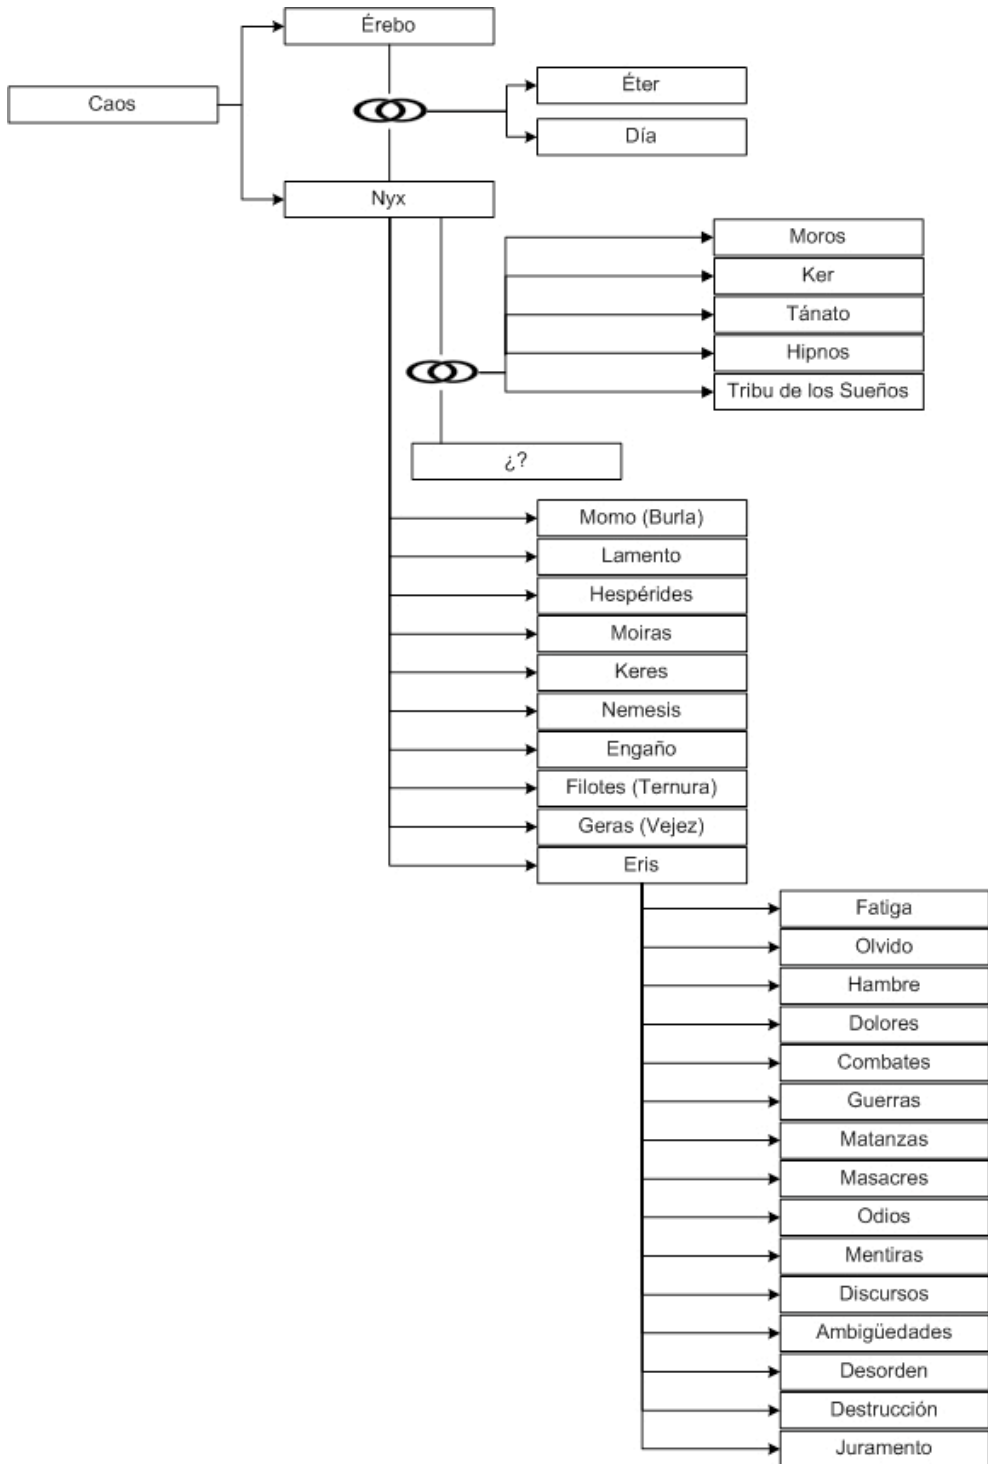 Érebo
Caos
Éter
Día
Nyx
Moros
Ker
Tánato
Hipnos
Tribu de los Sueños
¿?
Momo (Burla)
Lamento
Hespérides
Moiras
Keres
Nemesis
Engaño
Filotes (Ternura)
Geras (Vejez)
Eris
Fatiga
Olvido
Hambre
Dolores
Combates
Guerras
Matanzas
Masacres
Odios
Mentiras
Discursos
Ambigüedades
Desorden
Destrucción
Juramento